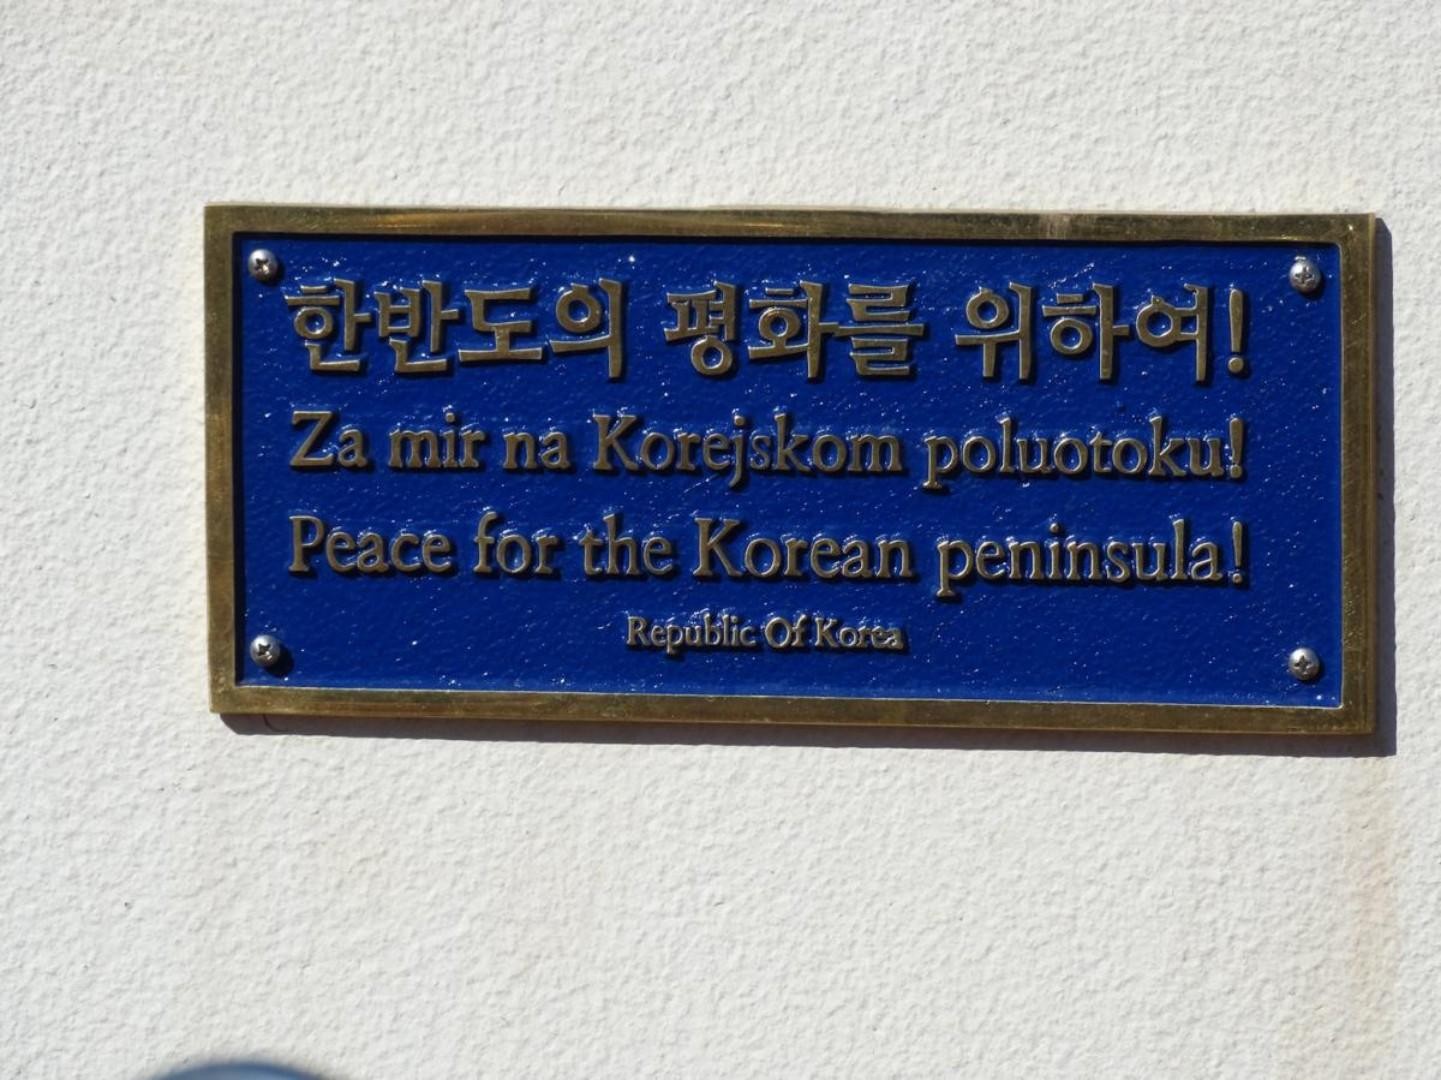 한반도의 평화를 위하여!
Za mir na Korejskom poluotoku!
Peace for the Korean peninsula!
Republic Of Korea